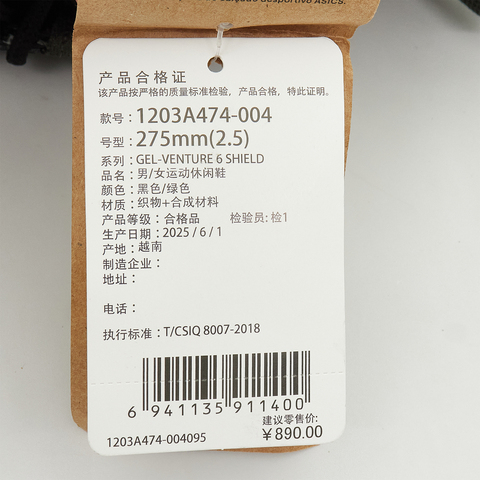 calçado desportivo ASICS.
产品合格证
该产品按严格的质量标准检验，产品合格，特此证明。
款号：1203A474-004
号型：275mm(2.5)
系列：GEL-VENTURE 6 SHIELD
品名：男/女运动休闲鞋
颜色：黑色/绿色
材质：织物+合成材料
产品等级：合格品 检验员: 检1
生产日期：2025 / 6 / 1
产地：越南
制造企业：
地址：
电话：
执行标准：T/CSIQ 8007-2018
6 941135 911400
建议零售价:
￥890.00
1203A474-004095